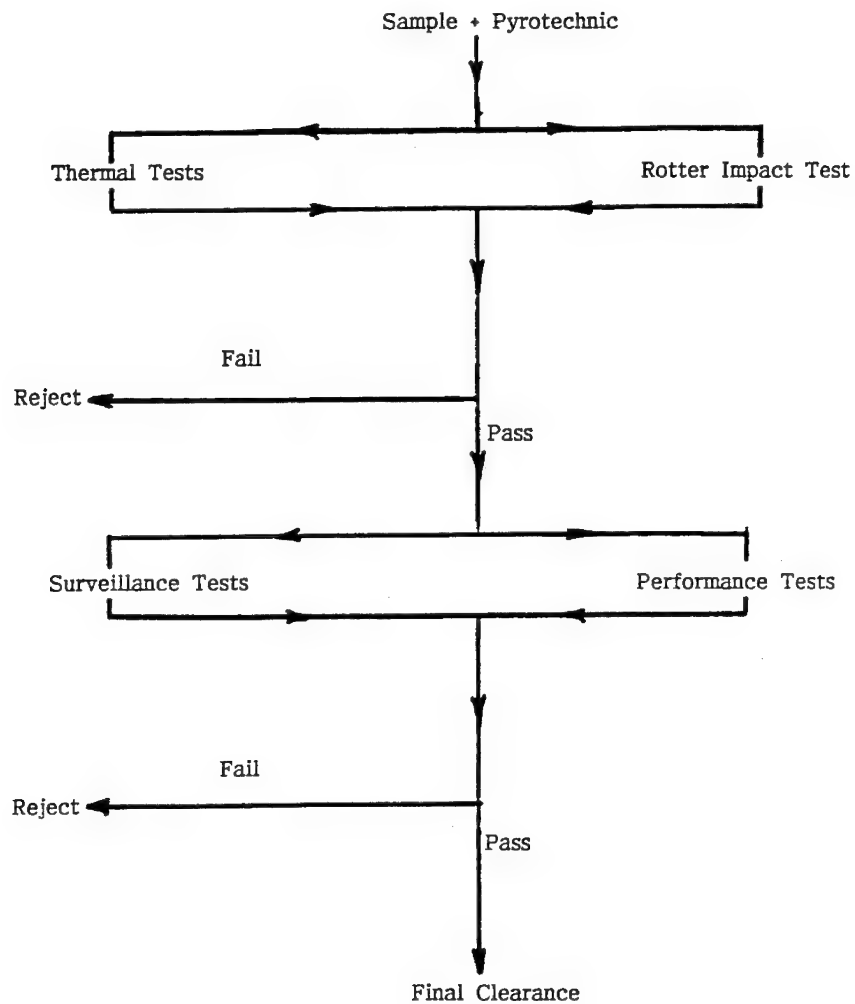 Sample + Pyrotechnic
Thermal Tests
Rotter Impact Test
Fail
Reject
Pass
Surveillance Tests
Performance Tests
Fail
Reject
Pass
Final Clearance